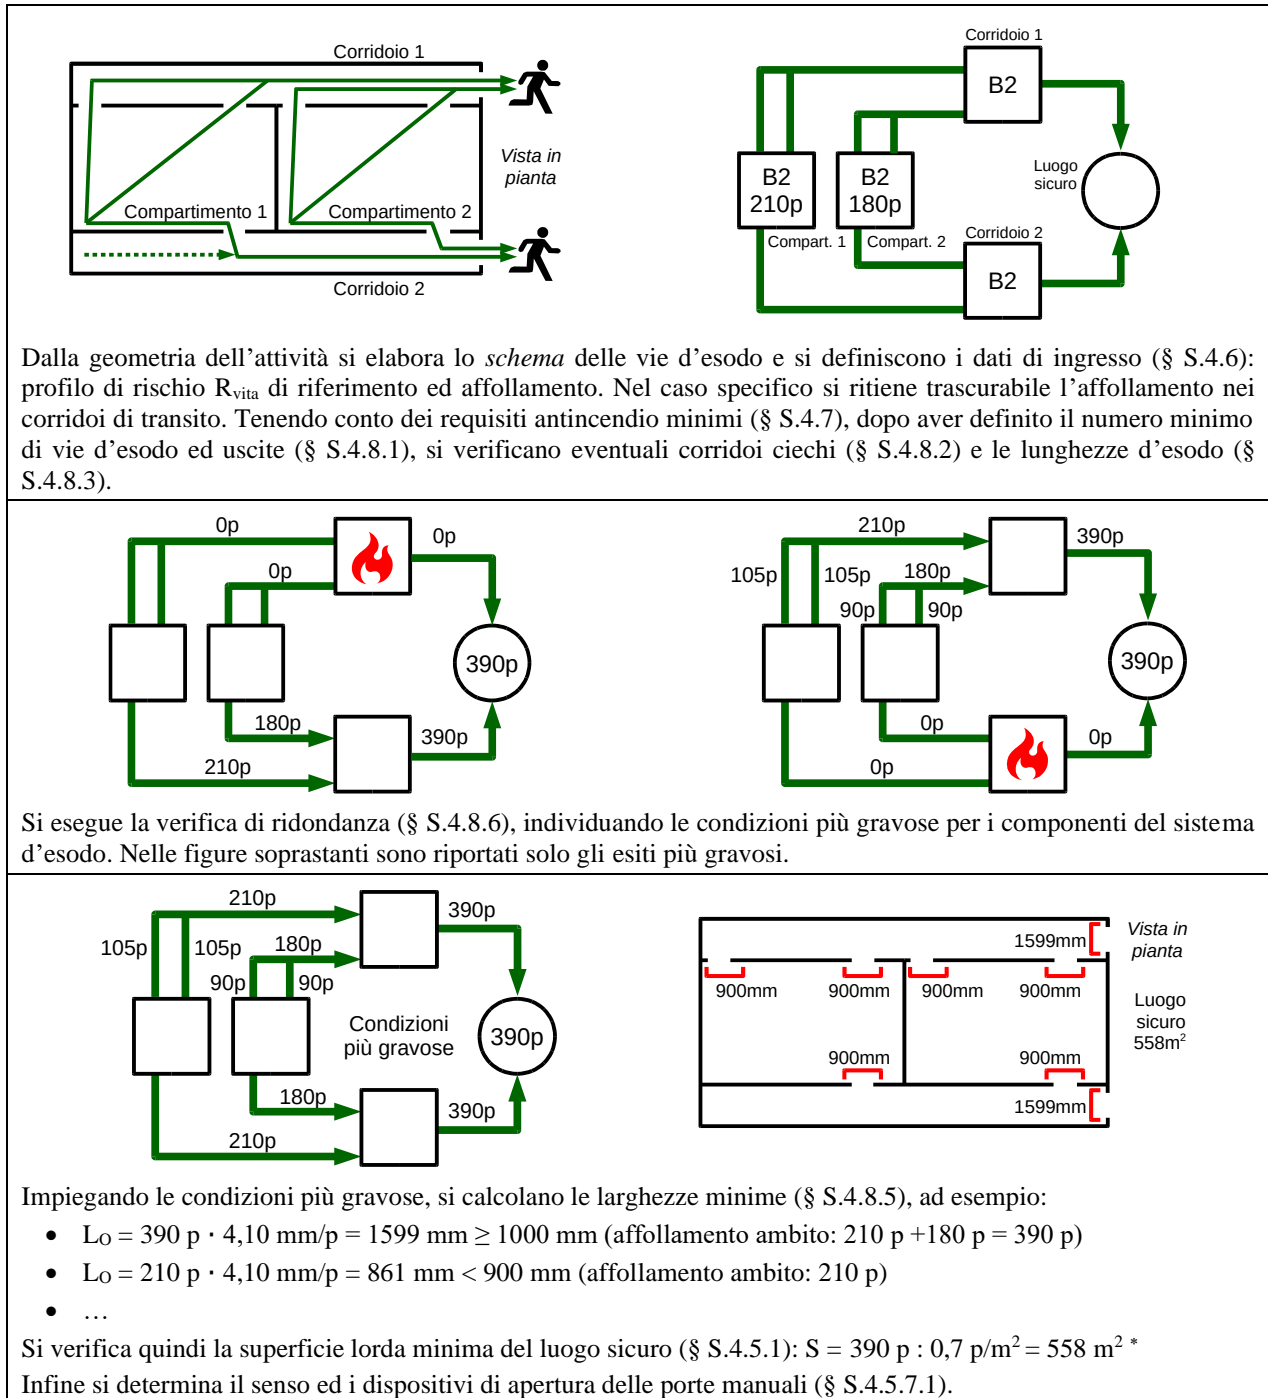 Corridoio 1
Vista in
pianta
Compartimento 1
Compartimento 2
Corridoio 2
Corridoio 1
B2
B2
210p
B2
180p
Luogo
sicuro
Compart. 1
Compart. 2
Corridoio 2
B2
Dalla geometria dell'attività si elabora lo schema delle vie d'esodo e si definiscono i dati di ingresso (§ S.4.6):
profilo di rischio Rvita di riferimento ed affollamento. Nel caso specifico si ritiene trascurabile l'affollamento nei
corridoi di transito. Tenendo conto dei requisiti antincendio minimi (§ S.4.7), dopo aver definito il numero minimo
di vie d'esodo ed uscite (§ S.4.8.1), si verificano eventuali corridoi ciechi (§ S.4.8.2) e le lunghezze d'esodo (§
S.4.8.3).
0p
0p
0p
390p
180p
390p
210p
210p
390p
105p
105p
180p
90p
90p
390p
0p
0p
0p
Si esegue la verifica di ridondanza (§ S.4.8.6), individuando le condizioni più gravose per i componenti del sistema
d'esodo. Nelle figure soprastanti sono riportati solo gli esiti più gravosi.
210p
390p
105p
105p
180p
90p
90p
Condizioni
più gravose
390p
180p
390p
210p
1599mm
Vista in
pianta
900mm
900mm
900mm
900mm
Luogo
sicuro
558m²
900mm
900mm
1599mm
Impiegando le condizioni più gravose, si calcolano le larghezze minime (§ S.4.8.5), ad esempio:
• LO = 390 p · 4,10 mm/p = 1599 mm ≥ 1000 mm (affollamento ambito: 210 p +180 p = 390 p)
• LO = 210 p · 4,10 mm/p = 861 mm < 900 mm (affollamento ambito: 210 p)
• …
Si verifica quindi la superficie lorda minima del luogo sicuro (§ S.4.5.1): S = 390 p : 0,7 p/m² = 558 m² *
Infine si determina il senso ed i dispositivi di apertura delle porte manuali (§ S.4.5.7.1).